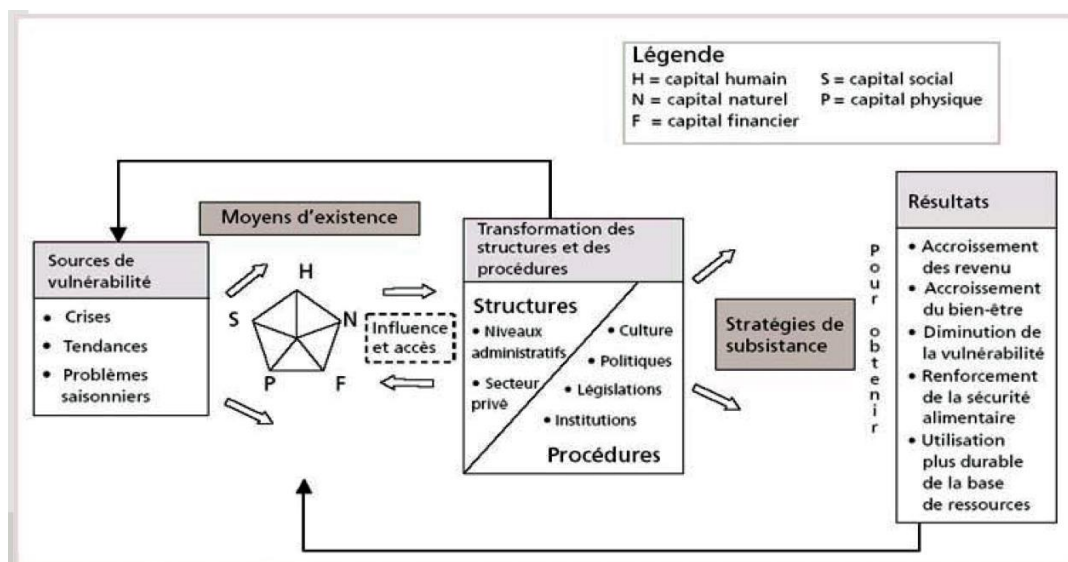 Légende
H = capital humain
S = capital social
N = capital naturel
P = capital physique
F = capital financier
Moyens d'existence
Sources de
vulnérabilité
• Crises
• Tendances
• Problèmes
saisonniers
H
S
N
P
F
Influence
et accès
Transformation des
structures et des
procédures
Structures
• Niveaux
administratifs
• Secteur
privé
• Culture
• Politiques
• Législations
• Institutions
Procédures
Stratégies de
subsistance
Pour obtenir
Résultats
• Accroissement
des revenu
• Accroissement
du bien-être
• Diminution de
la vulnérabilité
• Renforcement
de la sécurité
alimentaire
• Utilisation
plus durable
de la base
de ressources